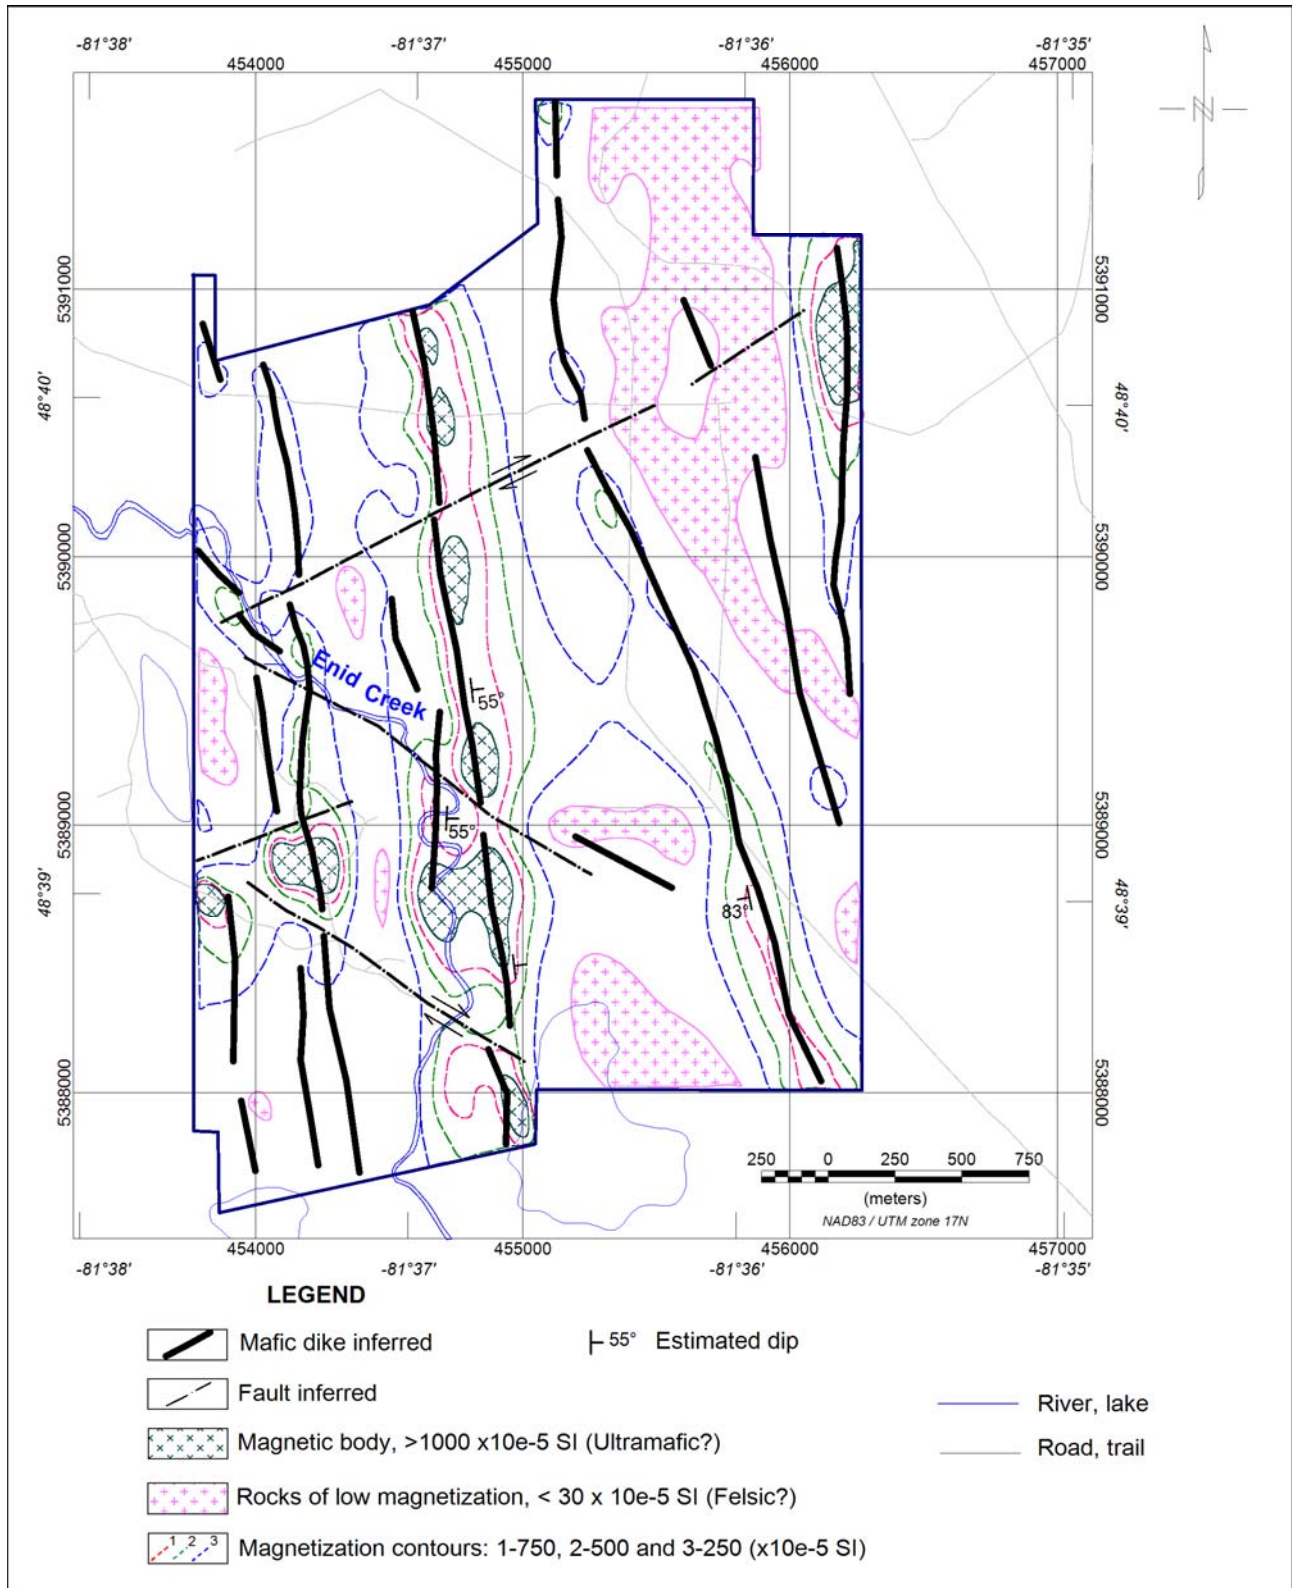 -81°38' -81°37' -81°36' -81°35'
454000 455000 456000 457000
N
5391000 5391000
48°40' 48°40'
5390000 5390000
Enid Creek
55°
5389000 5389000
55°
48°39' 48°39'
83°
5388000 5388000
250 0 250 500 750
(meters)
NAD83 / UTM zone 17N
454000 455000 456000 457000
-81°38' -81°37' -81°36' -81°35'
LEGEND
Mafic dike inferred
55° Estimated dip
Fault inferred
River, lake
Magnetic body, >1000 x10e-5 SI (Ultramafic?)
Road, trail
Rocks of low magnetization, < 30 x 10e-5 SI (Felsic?)
1 2 3 Magnetization contours: 1-750, 2-500 and 3-250 (x10e-5 SI)